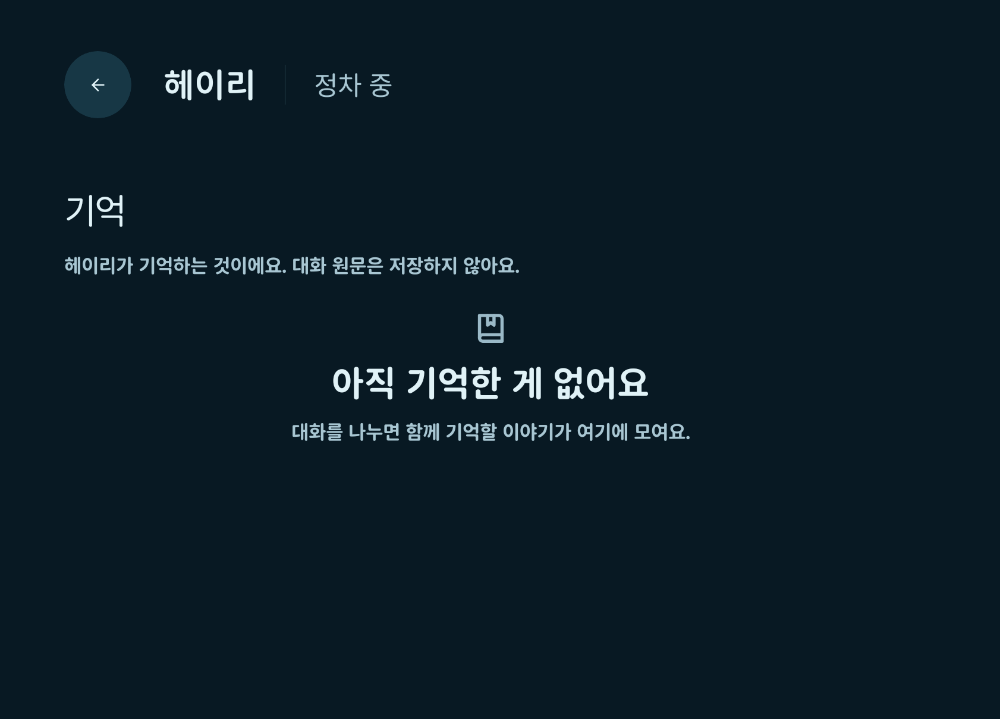 헤이리
정차 중
기억
헤이리가 기억하는 것이에요. 대화 원문은 저장하지 않아요.
아직 기억한 게 없어요
대화를 나누면 함께 기억할 이야기가 여기에 모여요.